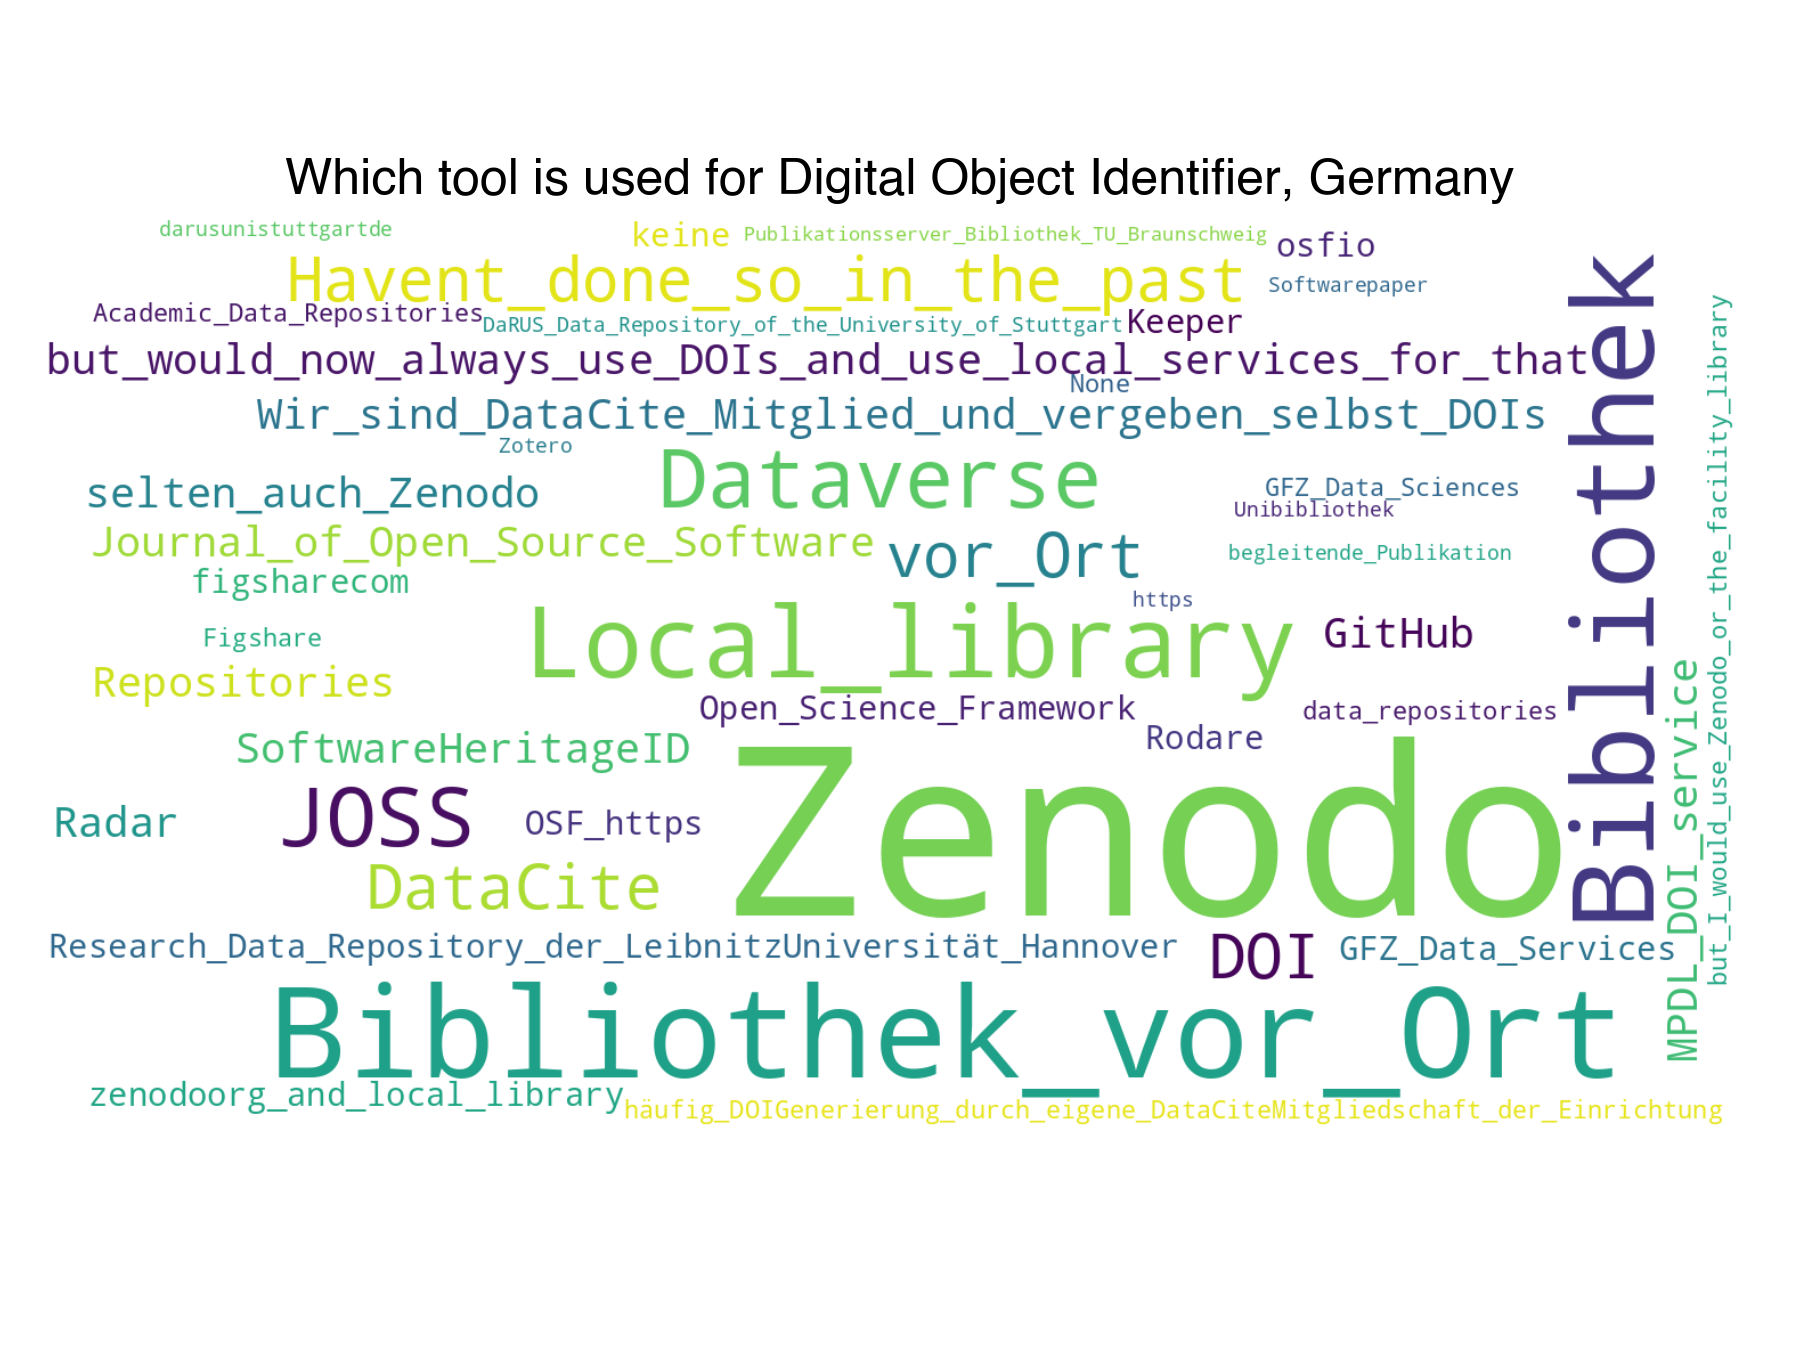 Which tool is used for Digital Object Identifier, Germany
darusunistuttgartde
keine
Publikationsserver_Bibliothek_TU_Braunschweig
osfio
Havent_done_so_in_the_past
Softwarepaper
Academic_Data_Repositories
DaRUS_Data_Repository_of_the_University_of_Stuttgart
Keeper
but_would_now_always_use_DOIs_and_use_local_services_for_that
None
Wir_sind_DataCite_Mitglied_und_vergeben_selbst_DOIs
Zotero
selten_auch_Zenodo
Dataverse
GFZ_Data_Sciences
Unibibliothek
Journal_of_Open_Source_Software
vor_Ort
begleitende_Publikation
figsharecom
https
Local_library
GitHub
Figshare
Repositories
Open_Science_Framework
data_repositories
Rodare
SoftwareHeritageID
Zenodo
Radar
JOSS
OSF_https
DataCite
Bibliothek
MPDL_DOI_service
but_I_would_use_Zenodo_or_the_facility_library
Research_Data_Repository_der_LeibnitzUniversität_Hannover
DOI
GFZ_Data_Services
Bibliothek_vor_Ort
zenodoorg_and_local_library
häufig_DOIGenerierung_durch_eigene_DataCiteMitgliedschaft_der_Einrichtung